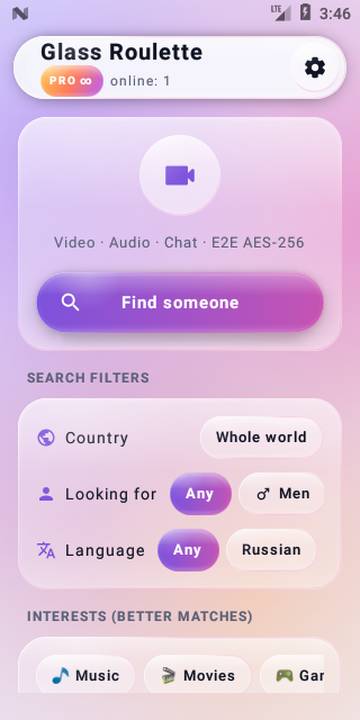 LTE 3:46
Glass Roulette
PRO ∞ online: 1
Video · Audio · Chat · E2E AES-256
Find someone
SEARCH FILTERS
Country Whole world
Looking for Any ♂ Men
Language Any Russian
INTERESTS (BETTER MATCHES)
🎵 Music 🎬 Movies 🎮 Gar